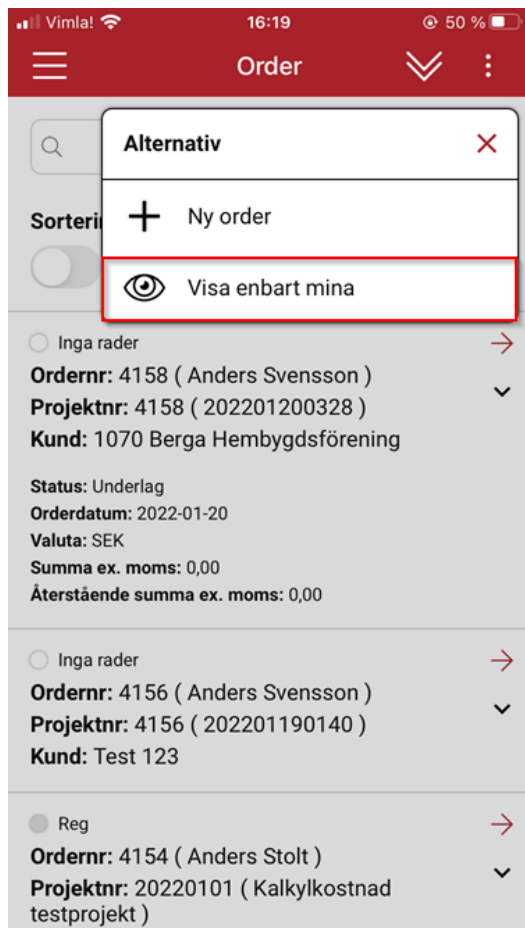 Vimla! 16:19 50 %
Order
Alternativ
Ny order
Visa enbart mina
Inga rader
Ordernr: 4158 ( Anders Svensson )
Projektnr: 4158 ( 202201200328 )
Kund: 1070 Berga Hembygdsförening
Status: Underlag
Orderdatum: 2022-01-20
Valuta: SEK
Summa ex. moms: 0,00
Återstående summa ex. moms: 0,00
Inga rader
Ordernr: 4156 ( Anders Svensson )
Projektnr: 4156 ( 202201190140 )
Kund: Test 123
Reg
Ordernr: 4154 ( Anders Stolt )
Projektnr: 20220101 ( Kalkylkostnad
testprojekt )